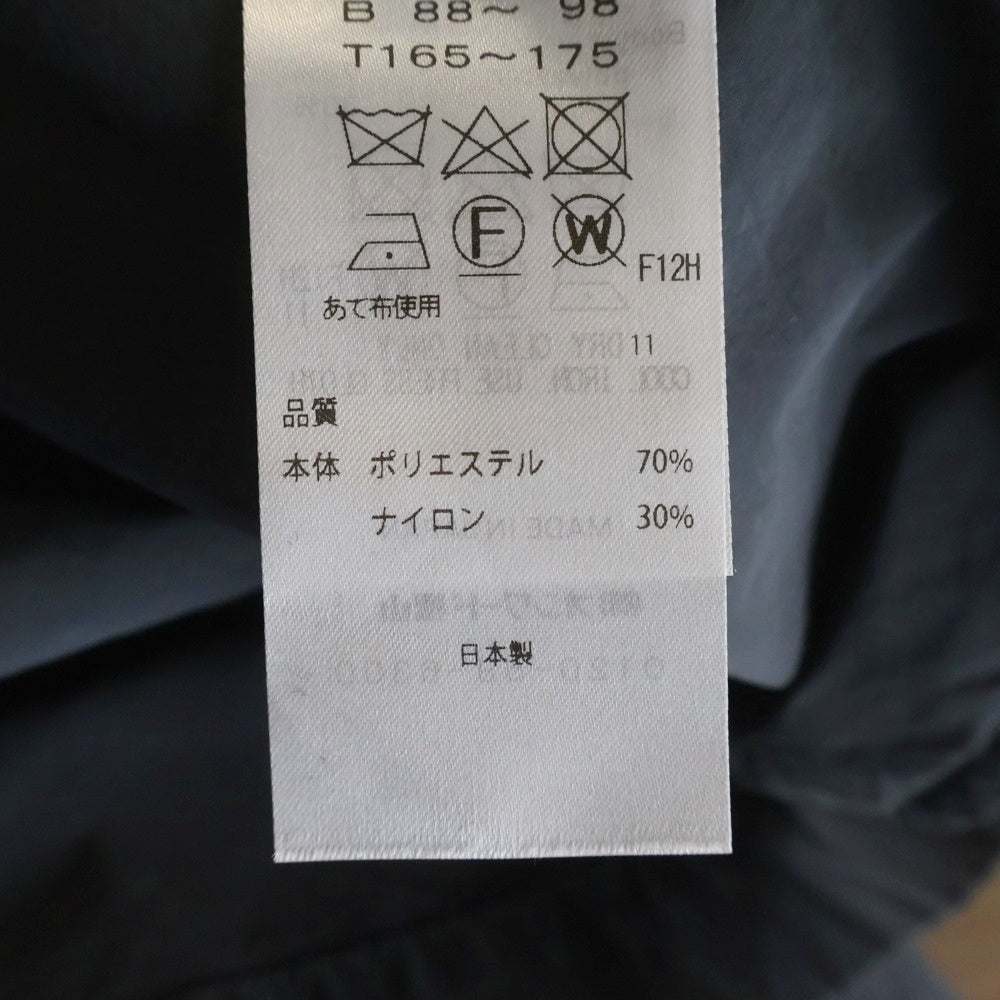 B 88～ 98
T165～175
F
W
F12H
あて布使用
11
品質
本体 ポリエステル 70%
ナイロン 30%
日本製